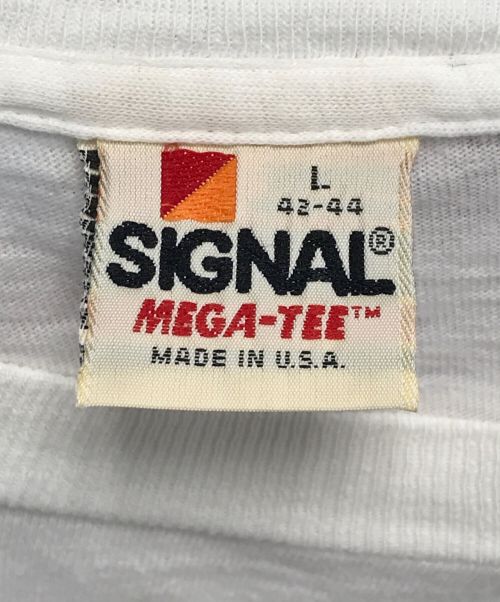 L
42-44
SIGNAL®
MEGA-TEE™
MADE IN U.S.A.